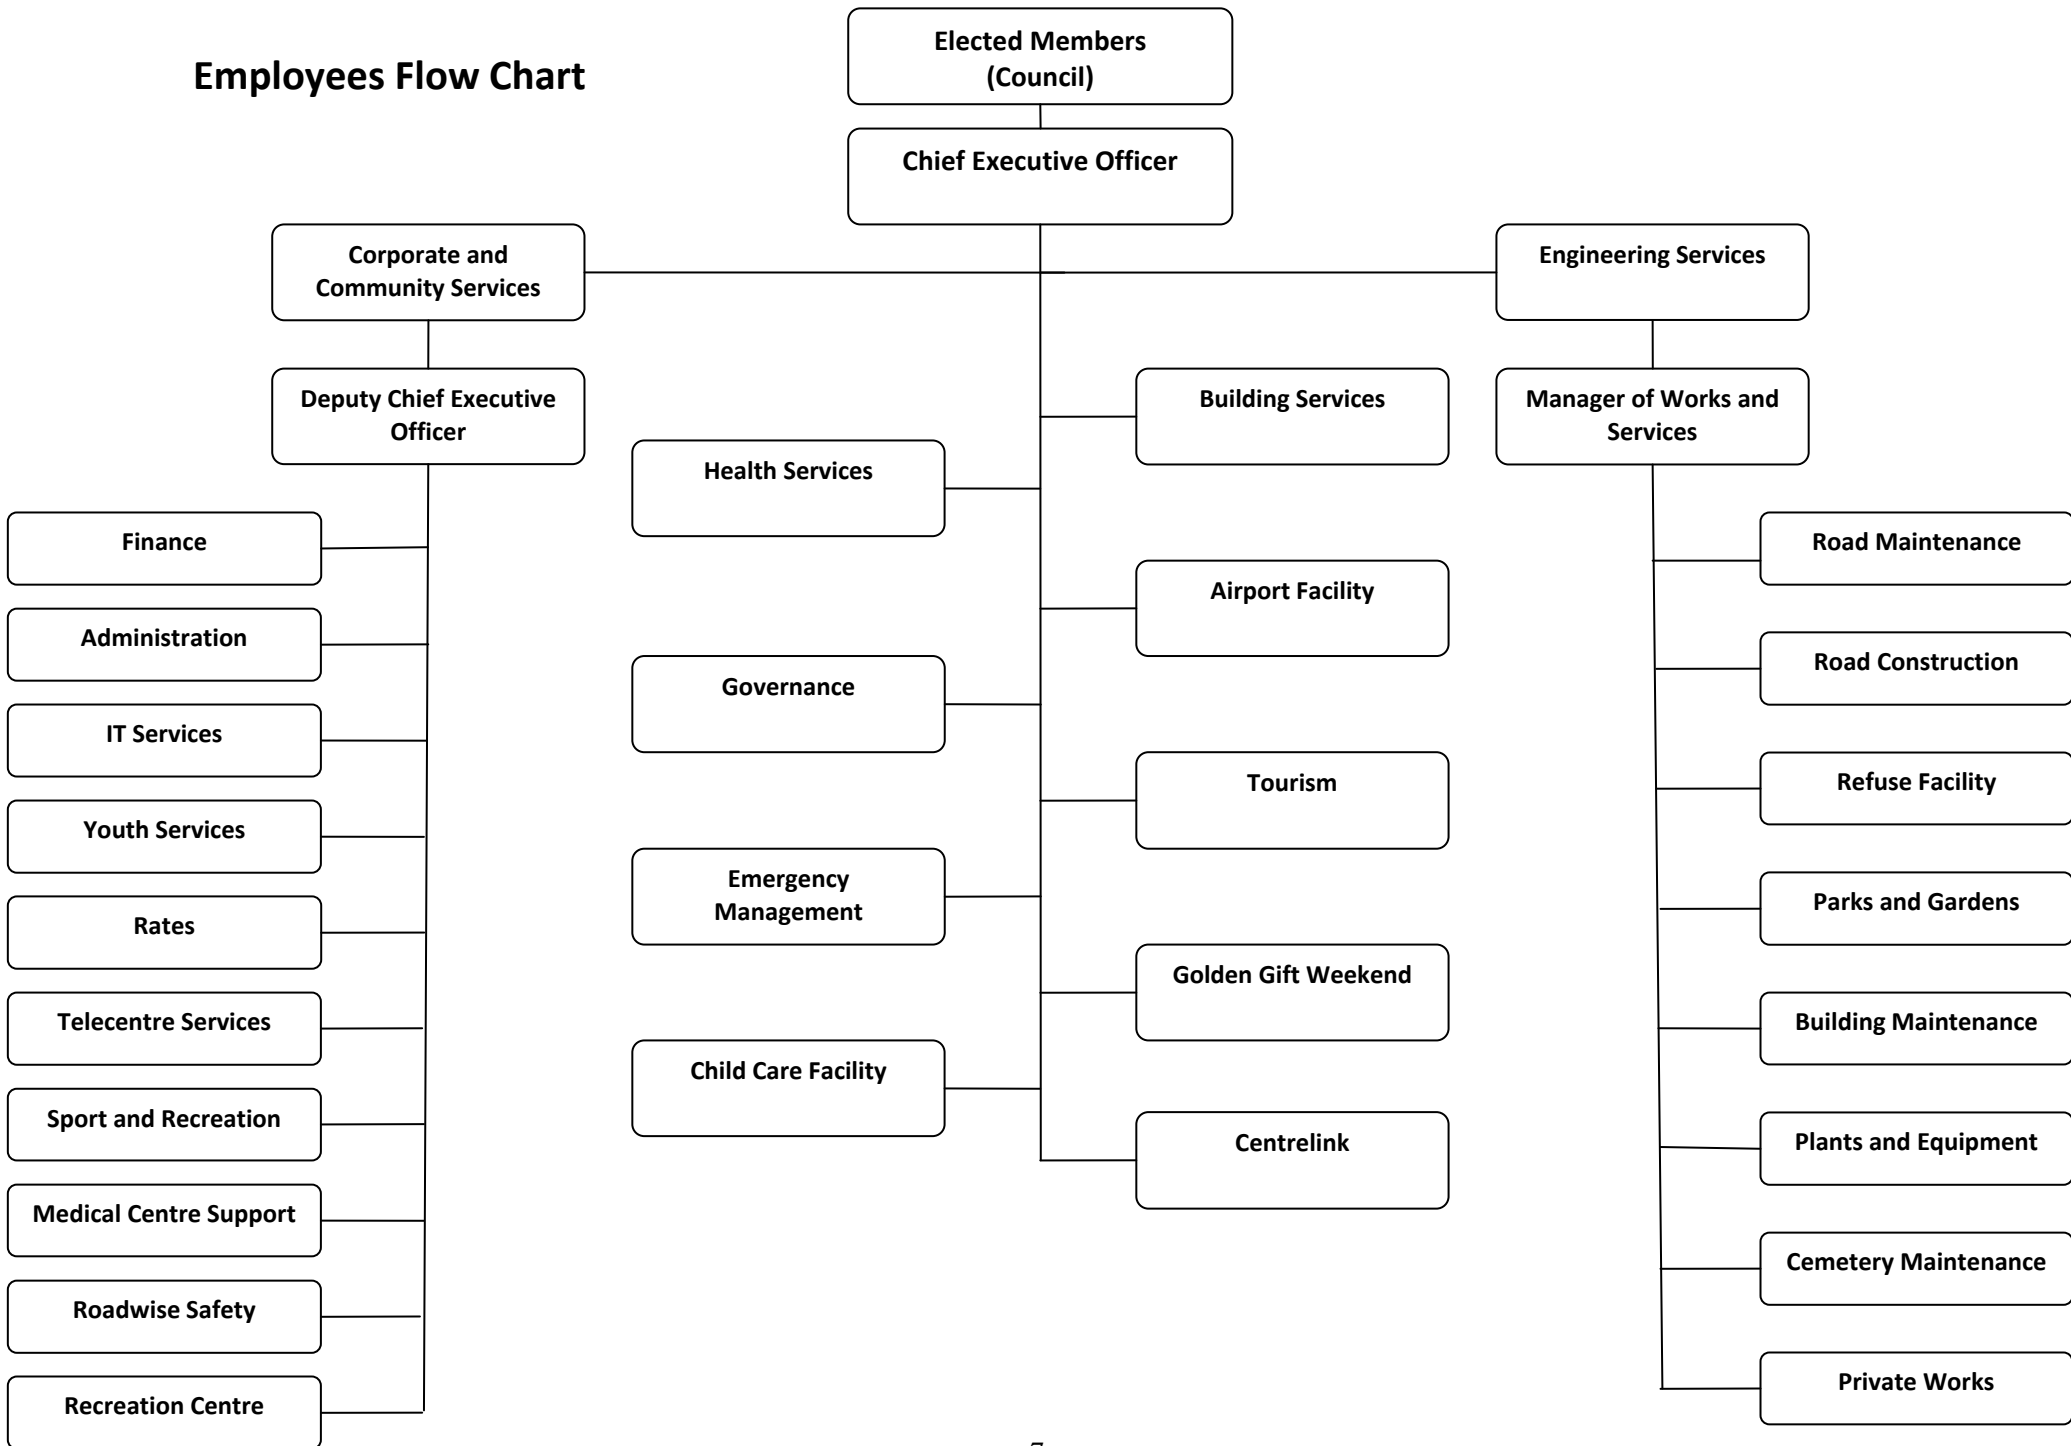 Employees Flow Chart
Elected Members
(Council)
Chief Executive Officer
Corporate and
Community Services
Engineering Services
Deputy Chief Executive
Officer
Building Services
Manager of Works and
Services
Health Services
Finance
Road Maintenance
Airport Facility
Administration
Road Construction
Governance
IT Services
Tourism
Refuse Facility
Youth Services
Emergency
Management
Parks and Gardens
Rates
Golden Gift Weekend
Telecentre Services
Building Maintenance
Child Care Facility
Sport and Recreation
Centrelink
Plants and Equipment
Medical Centre Support
Cemetery Maintenance
Roadwise Safety
Private Works
Recreation Centre